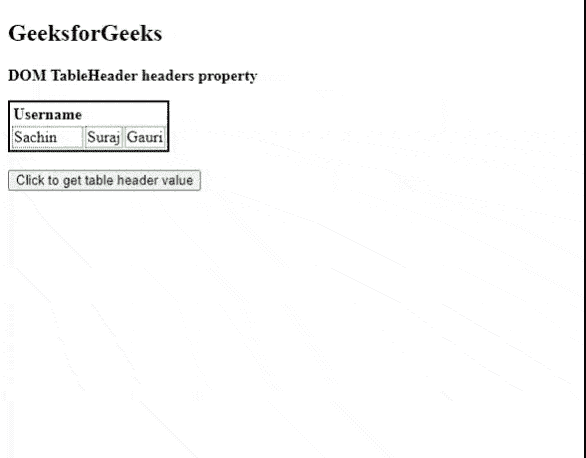 GeeksforGeeks
DOM TableHeader headers property
Username
Sachin Suraj Gauri
Click to get table header value